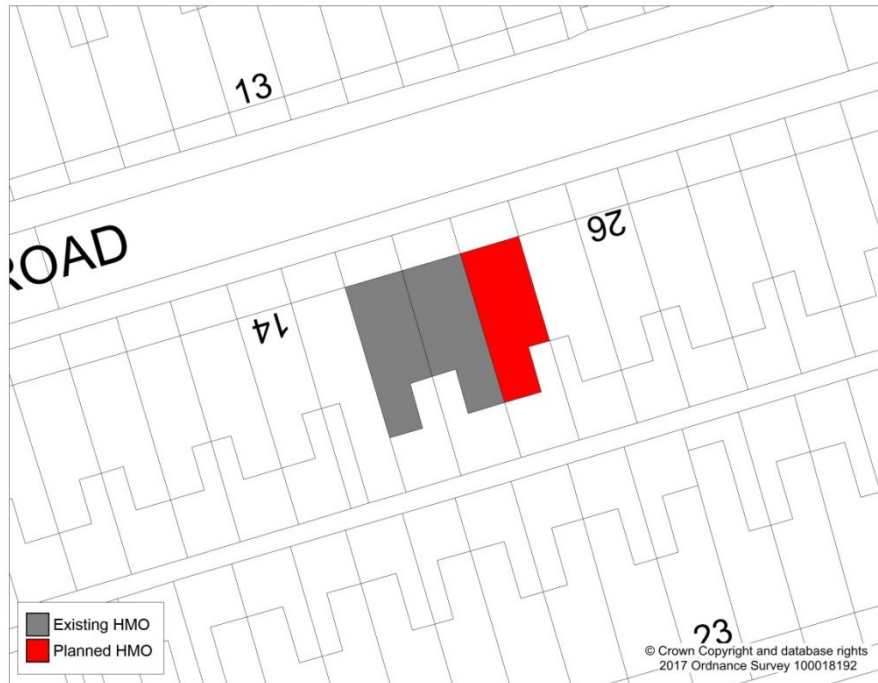 13
ROAD
26
14
Existing HMO
Planned HMO
23
© Crown Copyright and database rights
2017 Ordnance Survey 100018192